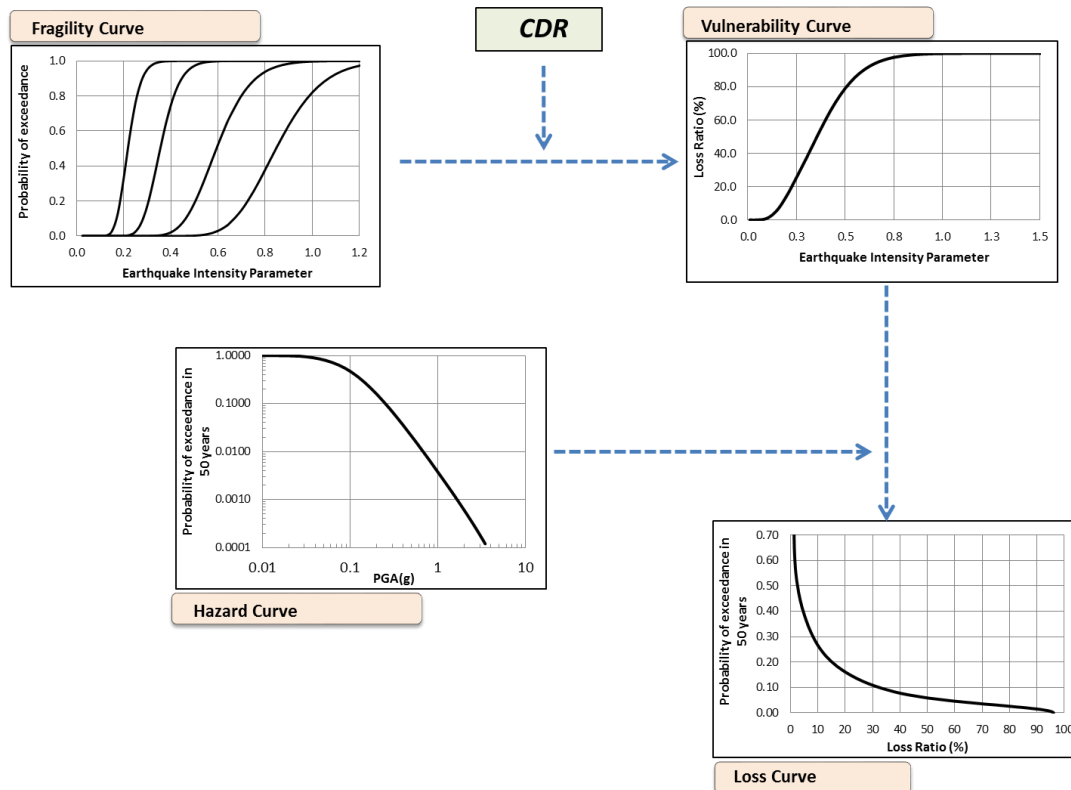 Fragility Curve
Probability of exceedance
1.0
0.8
0.6
0.4
0.2
0.0
0.0 0.2 0.4 0.6 0.8 1.0 1.2
Earthquake Intensity Parameter
CDR
Vulnerability Curve
Loss Ratio (%)
100.0
80.0
60.0
40.0
20.0
0.0
0.0 0.3 0.5 0.8 1.0 1.3 1.5
Earthquake Intensity Parameter
Probability of exceedance in
50 years
1.0000
0.1000
0.0100
0.0010
0.0001
0.01 0.1 1 10
PGA(g)
Hazard Curve
Probability of exceedance in
50 years
0.70
0.60
0.50
0.40
0.30
0.20
0.10
0.00
0 10 20 30 40 50 60 70 80 90 100
Loss Ratio (%)
Loss Curve